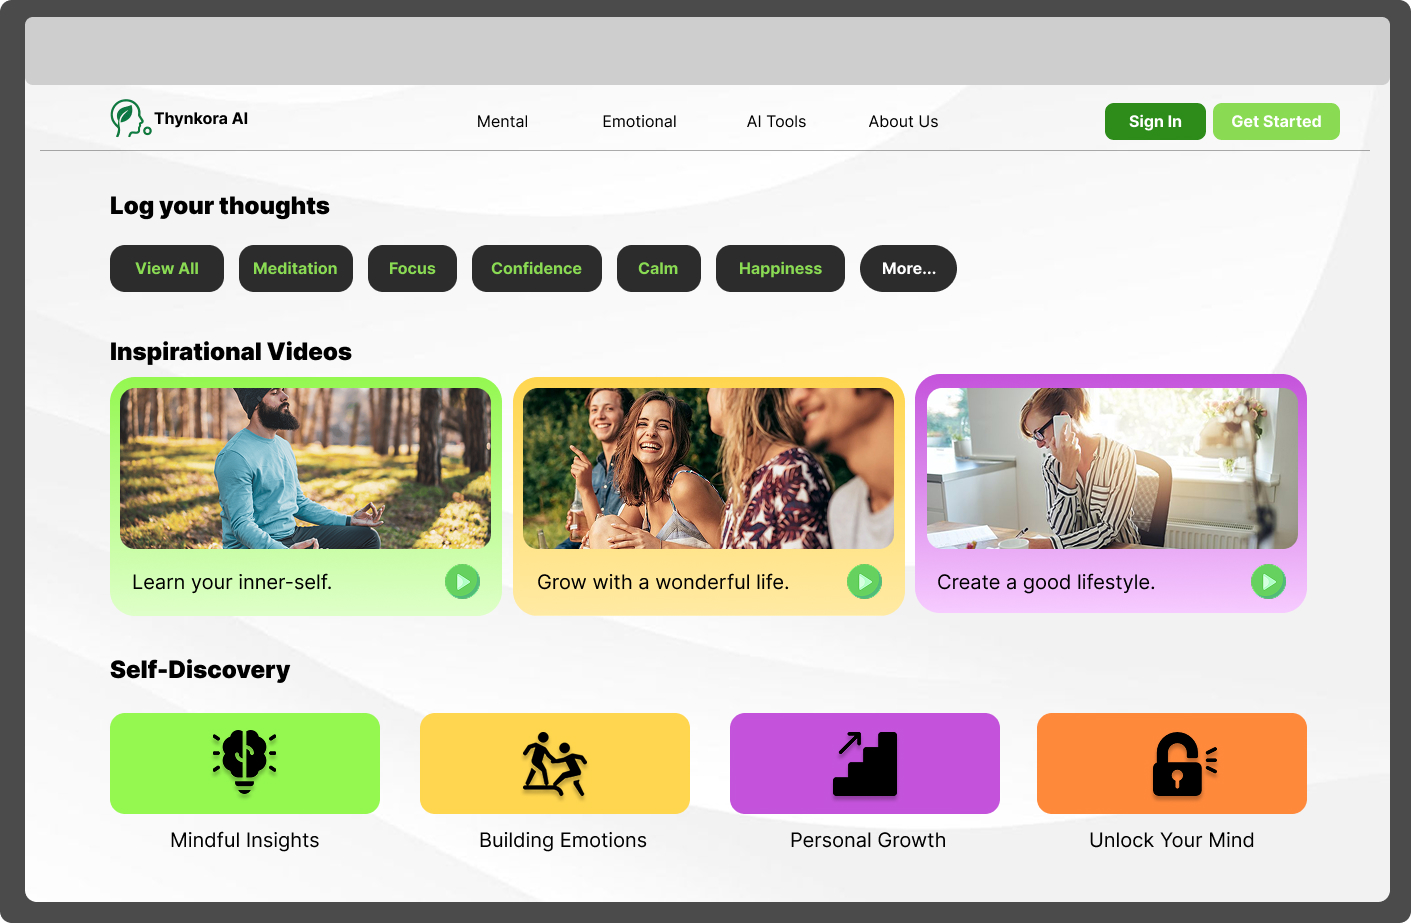 Thynkora AI
Mental
Emotional
AI Tools
About Us
Sign In
Get Started
Log your thoughts
View All
Meditation
Focus
Confidence
Calm
Happiness
More...
Inspirational Videos
Learn your inner-self.
Grow with a wonderful life.
Create a good lifestyle.
Self-Discovery
Mindful Insights
Building Emotions
Personal Growth
Unlock Your Mind